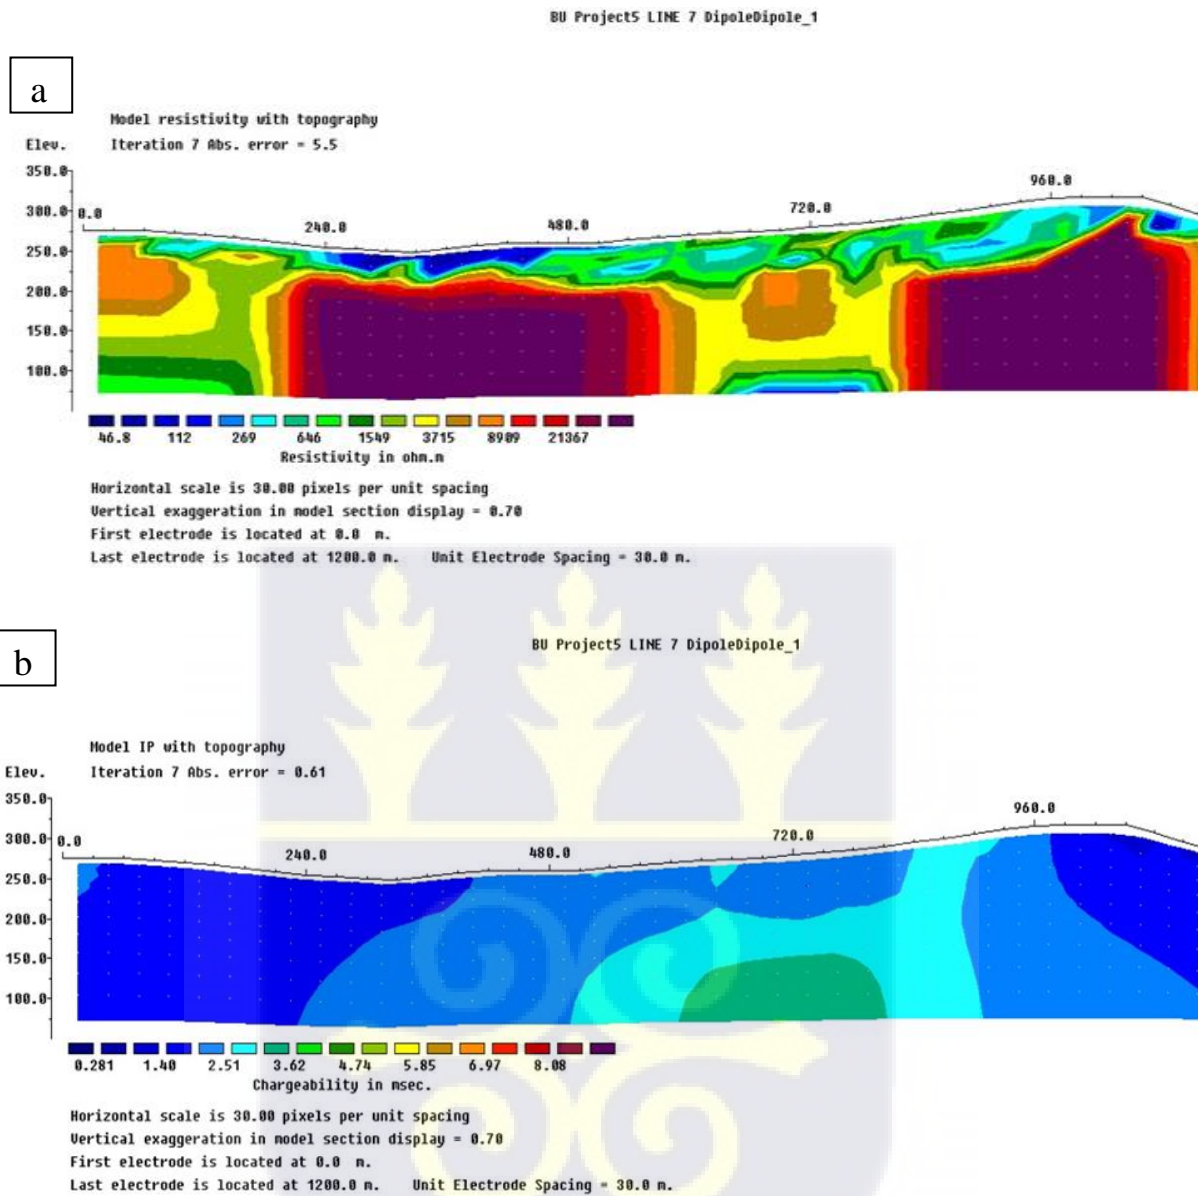 BU Project5 LINE 7 DipoleDipole_1
a
Model resistivity with topography
Elev. Iteration 7 Abs. error = 5.5
350.0
300.0
250.0
200.0
150.0
100.0
0.0 240.0 480.0 720.0 960.0
46.8 112 269 646 1549 3715 8909 21367
Resistivity in ohm.m
Horizontal scale is 30.00 pixels per unit spacing
Vertical exaggeration in model section display = 0.70
First electrode is located at 0.0 m.
Last electrode is located at 1200.0 m. Unit Electrode Spacing = 30.0 m.
BU Project5 LINE 7 DipoleDipole_1
b
Model IP with topography
Elev. Iteration 7 Abs. error = 0.61
350.0
300.0
250.0
200.0
150.0
100.0
0.0 240.0 480.0 720.0 960.0
0.281 1.40 2.51 3.62 4.74 5.85 6.97 8.08
Chargeability in msec.
Horizontal scale is 30.00 pixels per unit spacing
Vertical exaggeration in model section display = 0.70
First electrode is located at 0.0 m.
Last electrode is located at 1200.0 m. Unit Electrode Spacing = 30.0 m.